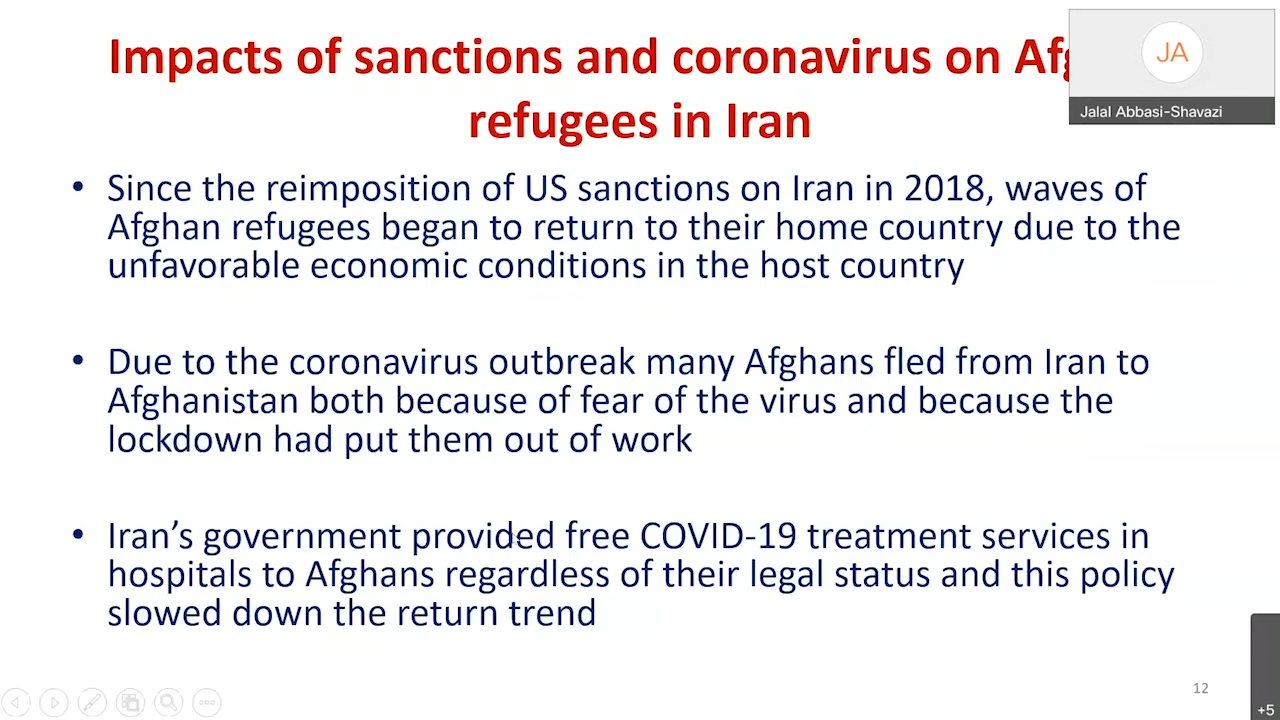 Impacts of sanctions and coronavirus on
refugees in Iran
JA
Jalal Abbasi-Shavazi
• Since the reimposition of US sanctions on Iran in 2018, waves of
Afghan refugees began to return to their home country due to the
unfavorable economic conditions in the host country
• Due to the coronavirus outbreak many Afghans fled from Iran to
Afghanistan both because of fear of the virus and because the
lockdown had put them out of work
• Iran’s government provided free COVID-19 treatment services in
hospitals to Afghans regardless of their legal status and this policy
slowed down the return trend
12
+5